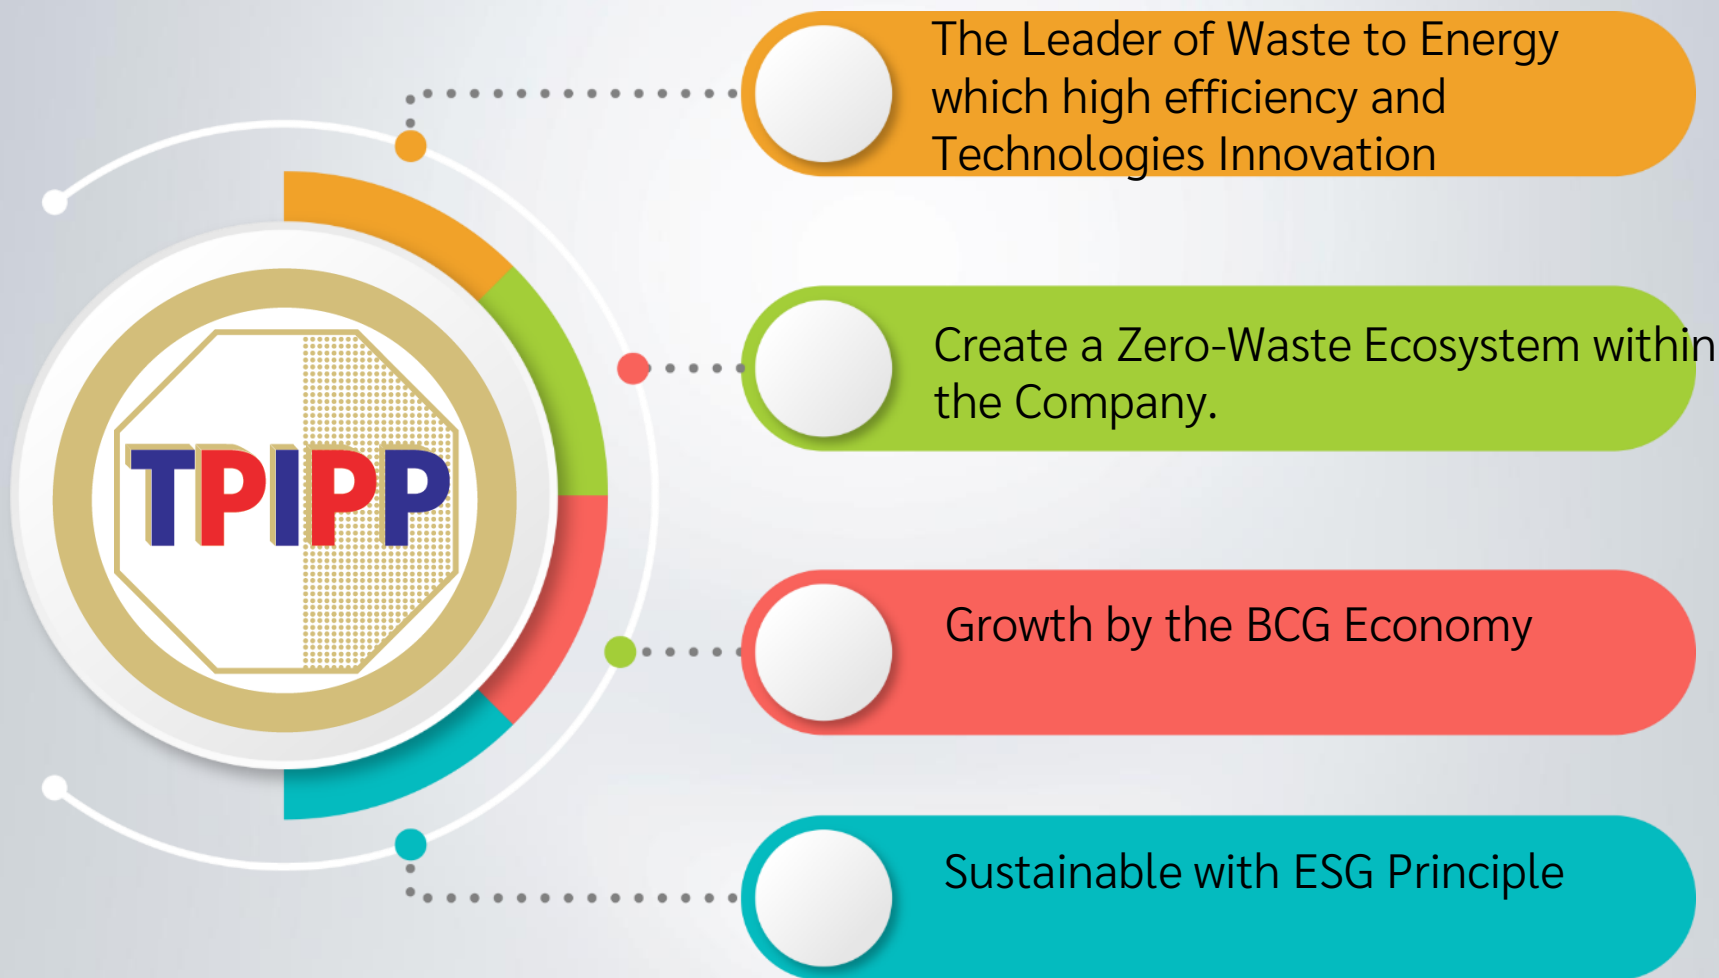 TPIPP
The Leader of Waste to Energy
which high efficiency and
Technologies Innovation
Create a Zero-Waste Ecosystem within
the Company.
Growth by the BCG Economy
Sustainable with ESG Principle